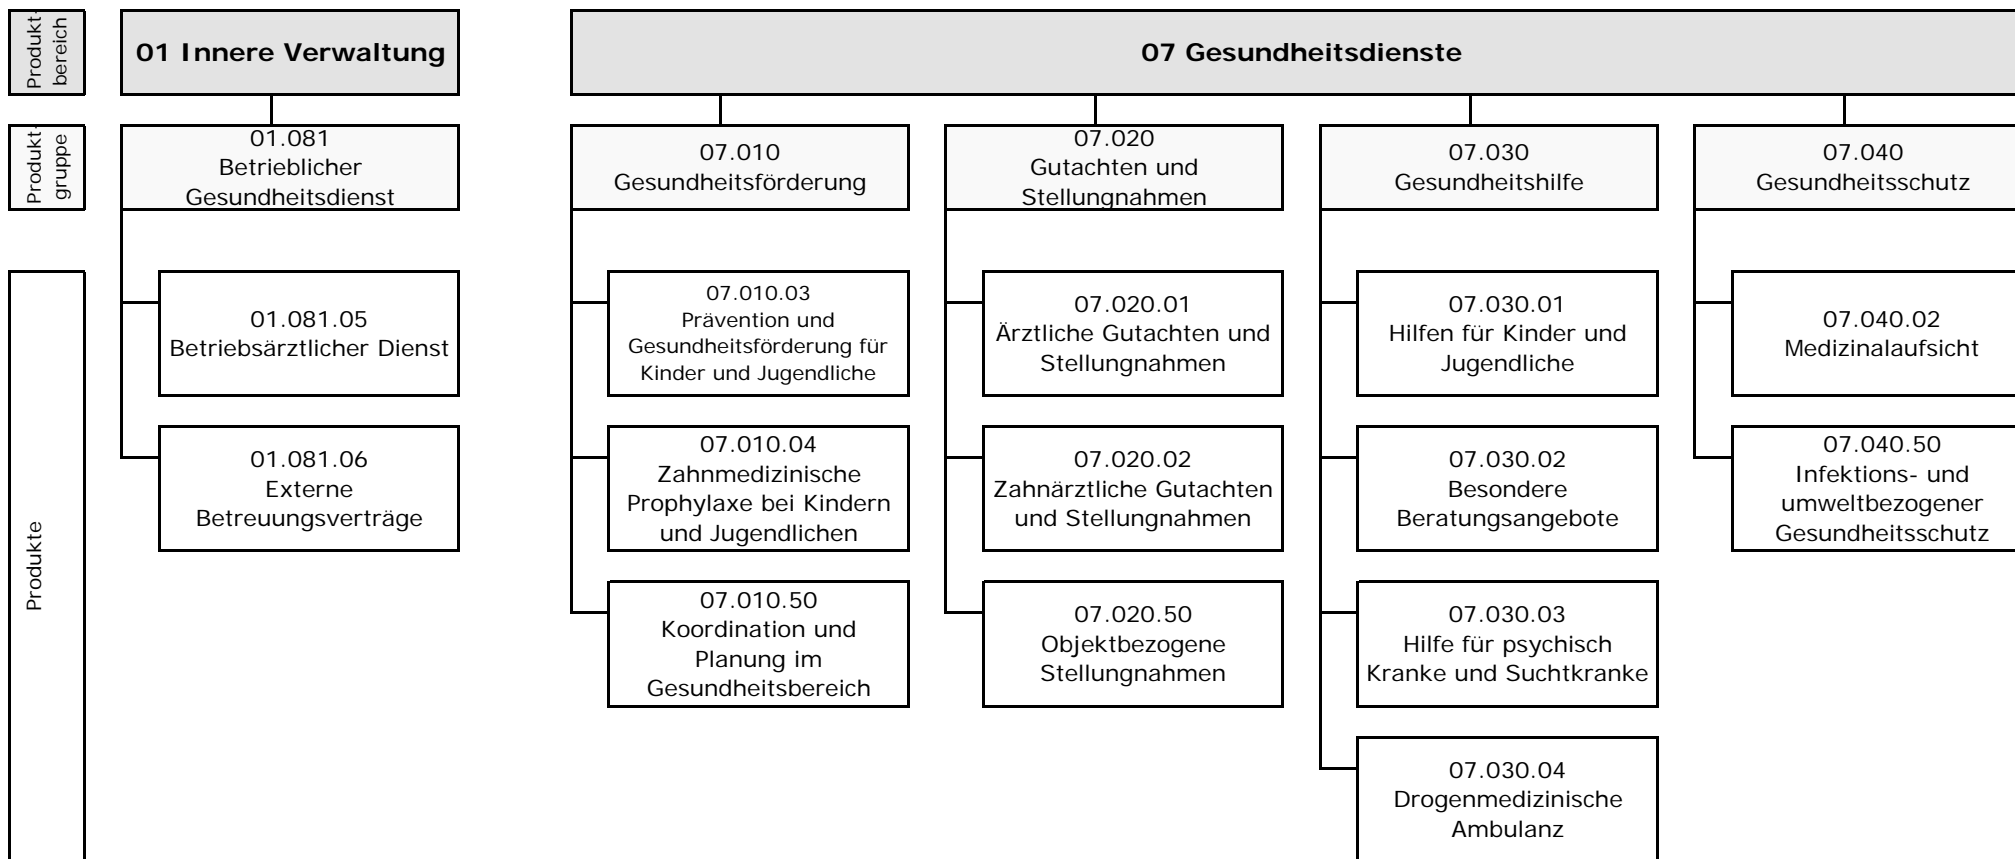 Produkt-
bereich
01 Innere Verwaltung
07 Gesundheitsdienste
Produkt-
gruppe
01.081
Betrieblicher
Gesundheitsdienst
07.010
Gesundheitsförderung
07.020
Gutachten und
Stellungnahmen
07.030
Gesundheitshilfe
07.040
Gesundheitsschutz
Produkte
01.081.05
Betriebsärztlicher Dienst
01.081.06
Externe
Betreuungsverträge
07.010.03
Prävention und
Gesundheitsförderung für
Kinder und Jugendliche
07.010.04
Zahnmedizinische
Prophylaxe bei Kindern
und Jugendlichen
07.010.50
Koordination und
Planung im
Gesundheitsbereich
07.020.01
Ärztliche Gutachten und
Stellungnahmen
07.020.02
Zahnärztliche Gutachten
und Stellungnahmen
07.020.50
Objektbezogene
Stellungnahmen
07.030.01
Hilfen für Kinder und
Jugendliche
07.030.02
Besondere
Beratungsangebote
07.030.03
Hilfe für psychisch
Kranke und Suchtkranke
07.030.04
Drogenmedizinische
Ambulanz
07.040.02
Medizinalaufsicht
07.040.50
Infektions- und
umweltbezogener
Gesundheitsschutz